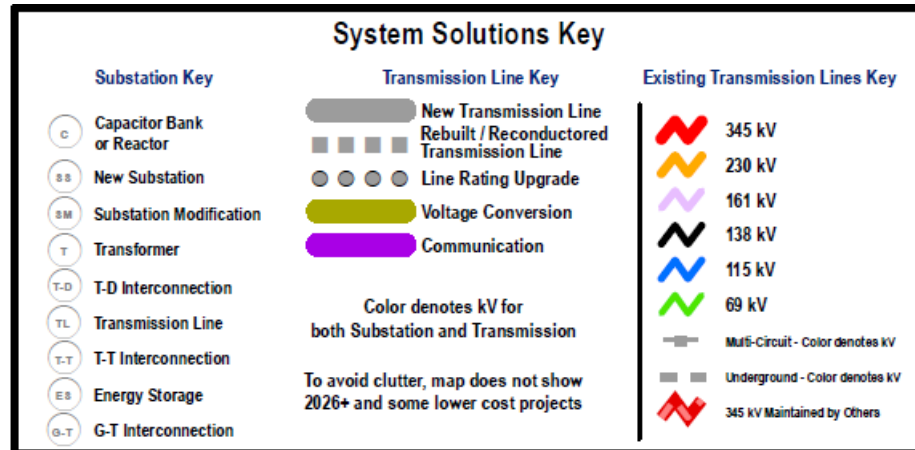 System Solutions Key
Substation Key
C
Capacitor Bank
or Reactor
SS
New Substation
SM
Substation Modification
T
Transformer
T-D
T-D Interconnection
TL
Transmission Line
T-T
T-T Interconnection
ES
Energy Storage
G-T
G-T Interconnection
Transmission Line Key
New Transmission Line
Rebuilt / Reconductored
Transmission Line
Line Rating Upgrade
Voltage Conversion
Communication
Color denotes kV for
both Substation and Transmission
To avoid clutter, map does not show
2026+ and some lower cost projects
Existing Transmission Lines Key
345 kV
230 kV
161 kV
138 kV
115 kV
69 kV
Multi-Circuit - Color denotes kV
Underground - Color denotes kV
345 kV Maintained by Others